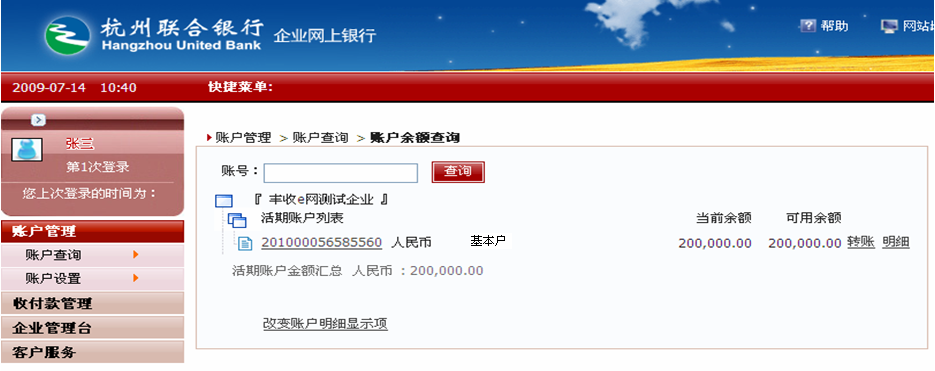 杭州联合银行 企业网上银行
Hangzhou United Bank
帮助 网站
2009-07-14 10:40 快捷菜单:
张三
第1次登录
您上次登录的时间为：
账户管理
账户查询
账户设置
收付款管理
企业管理台
客户服务
账户管理 > 账户查询 > 账户余额查询
账号： 查询
『 丰收e网测试企业 』
活期账户列表 当前余额 可用余额
201000056585560 人民币 基本户 200,000.00 200,000.00 转账 明细
活期账户金额汇总 人民币 ：200,000.00
改变账户明细显示项